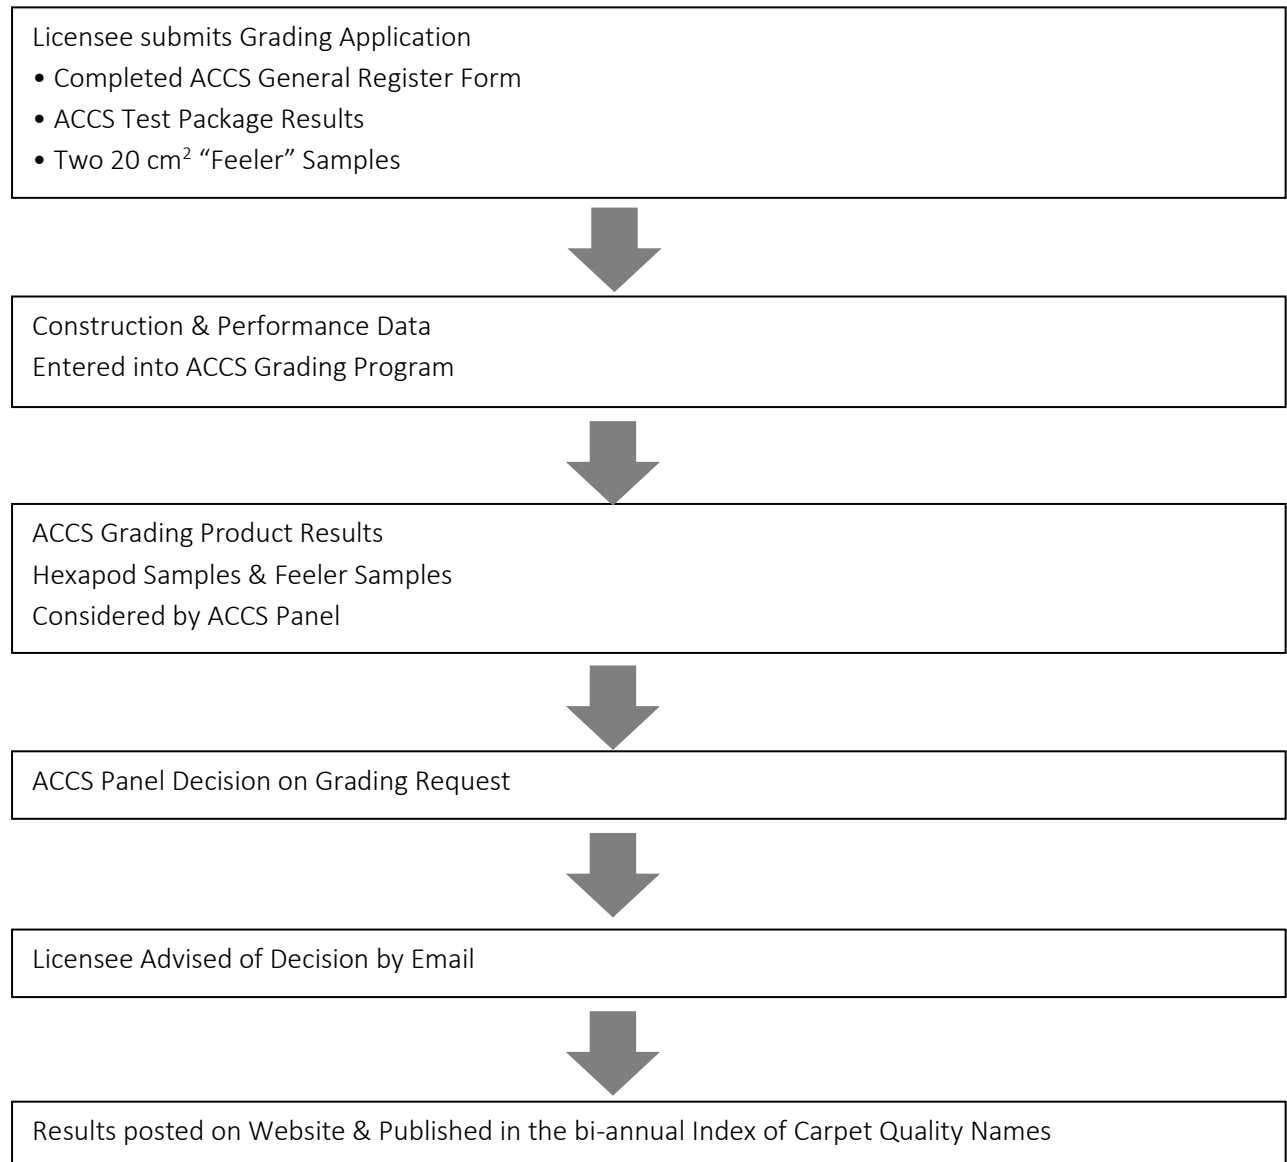 Licensee submits Grading Application
• Completed ACCS General Register Form
• ACCS Test Package Results
• Two 20 cm² “Feeler” Samples
Construction & Performance Data
Entered into ACCS Grading Program
ACCS Grading Product Results
Hexapod Samples & Feeler Samples
Considered by ACCS Panel
ACCS Panel Decision on Grading Request
Licensee Advised of Decision by Email
Results posted on Website & Published in the bi-annual Index of Carpet Quality Names